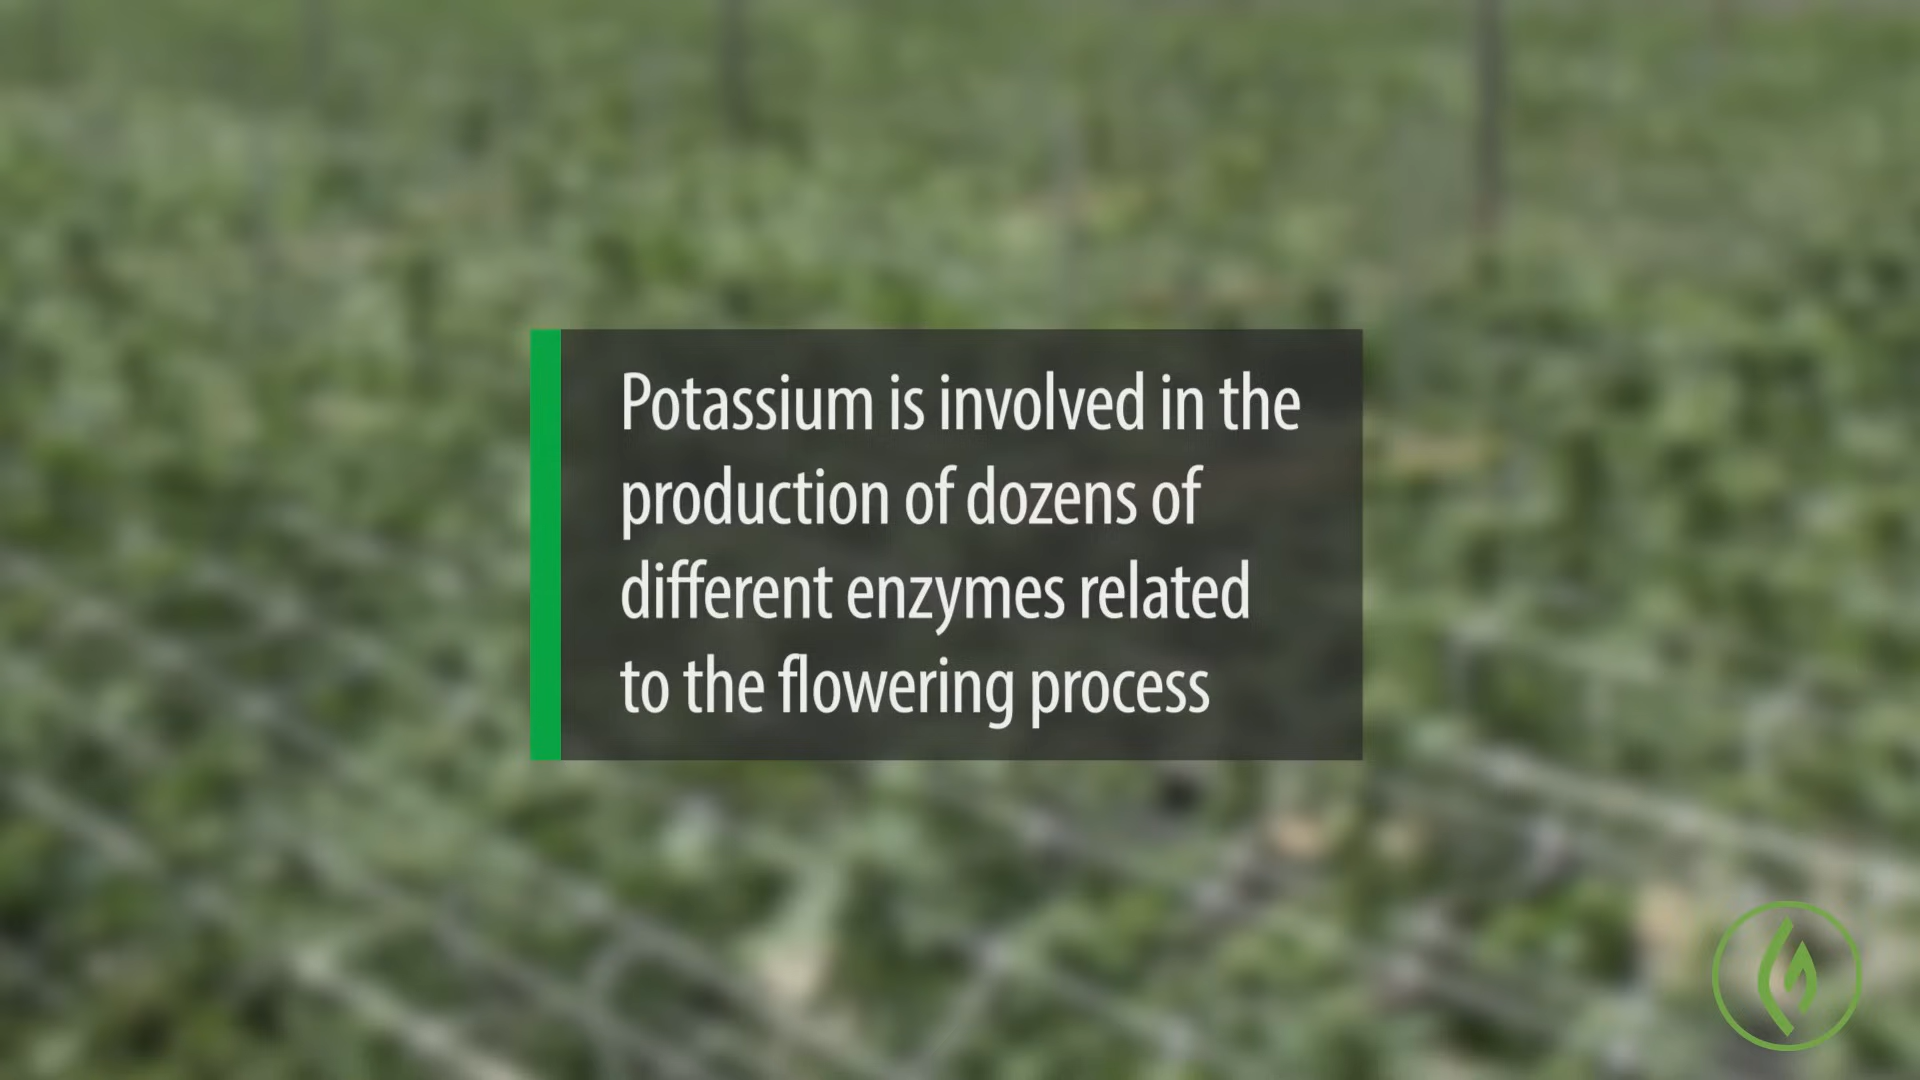 Potassium is involved in the
production of dozens of
different enzymes related
to the flowering process